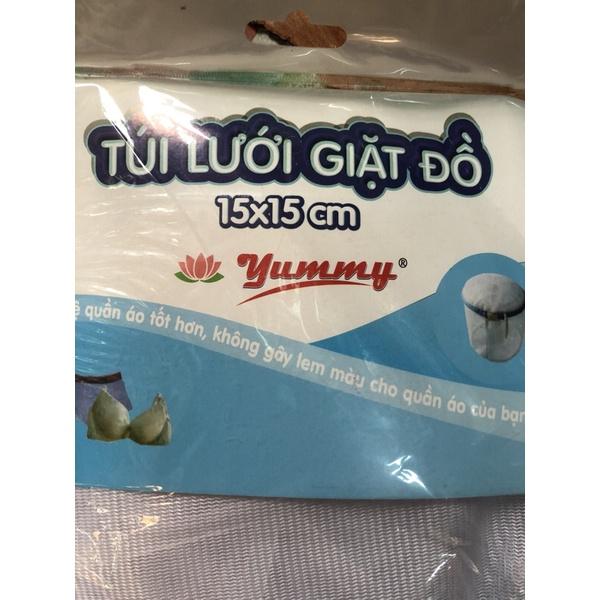 TÚI LƯỚI GIẶT ĐỒ
15x15 cm
yummy®
quần áo tốt hơn, không gây lem màu cho quần áo của bạn